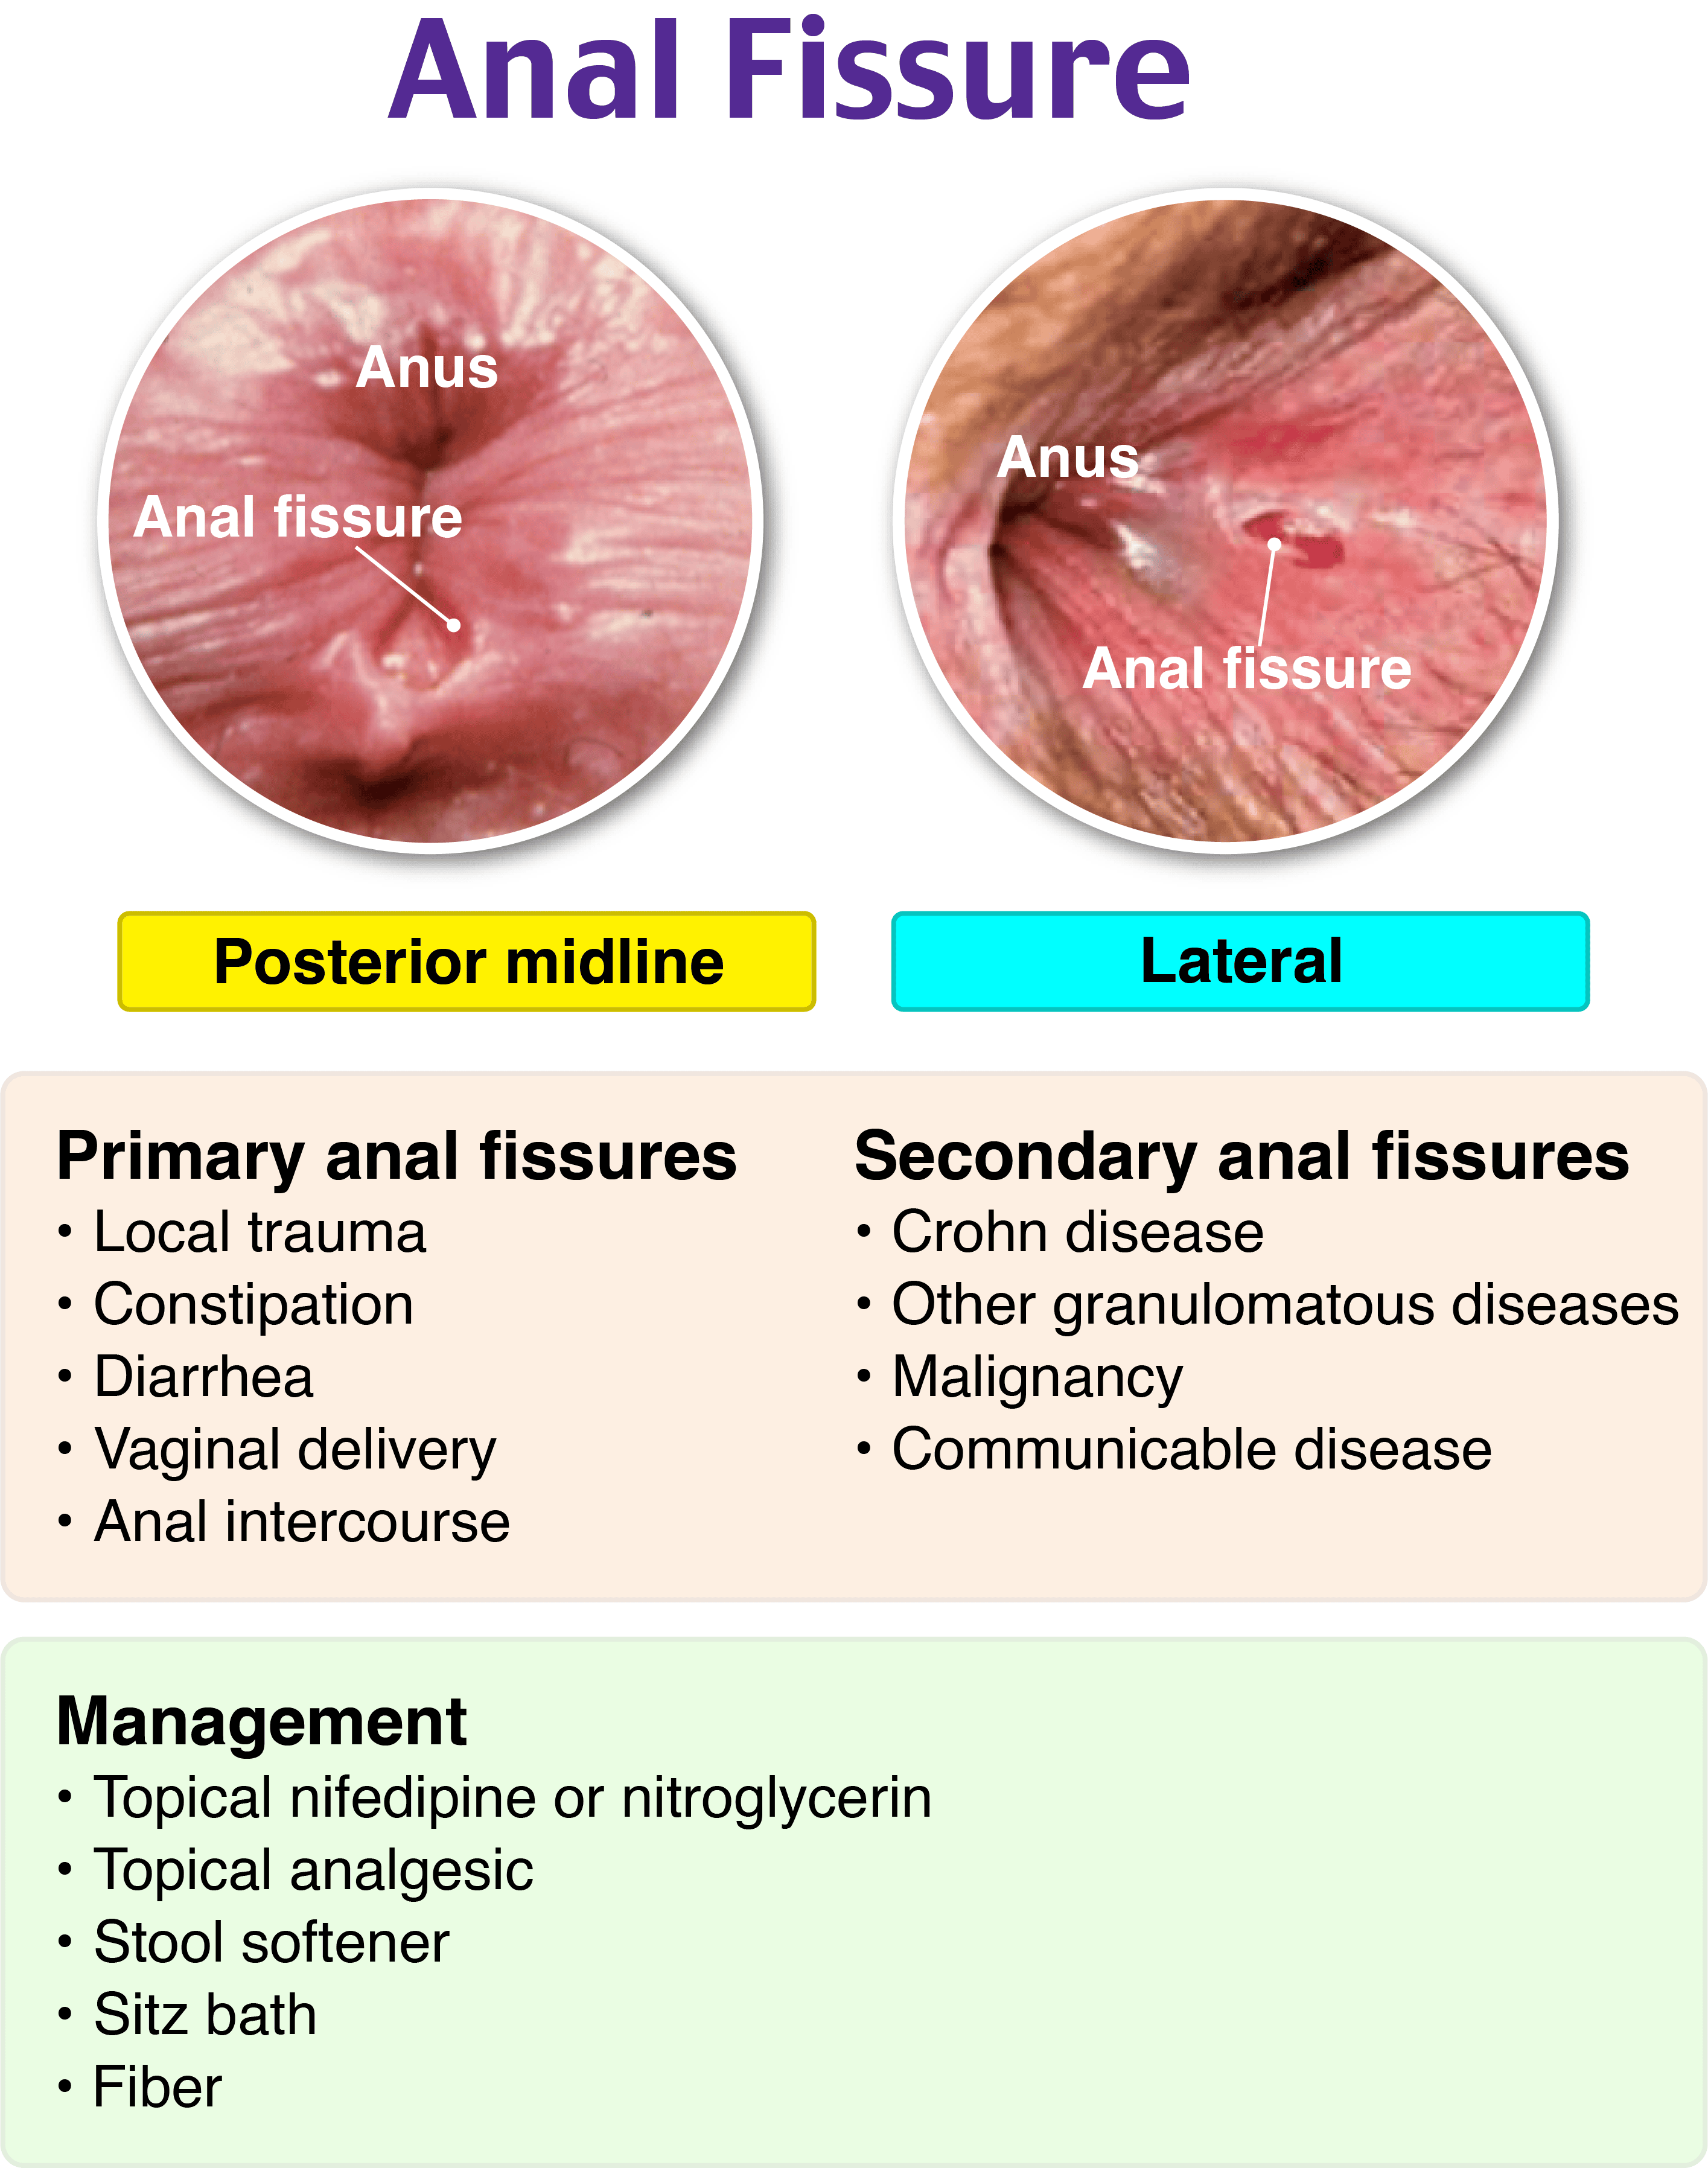 Anal Fissure
Anus
Anal fissure
Anus
Anal fissure
Posterior midline
Lateral
Primary anal fissures
• Local trauma
• Constipation
• Diarrhea
• Vaginal delivery
• Anal intercourse
Secondary anal fissures
• Crohn disease
• Other granulomatous diseases
• Malignancy
• Communicable disease
Management
• Topical nifedipine or nitroglycerin
• Topical analgesic
• Stool softener
• Sitz bath
• Fiber